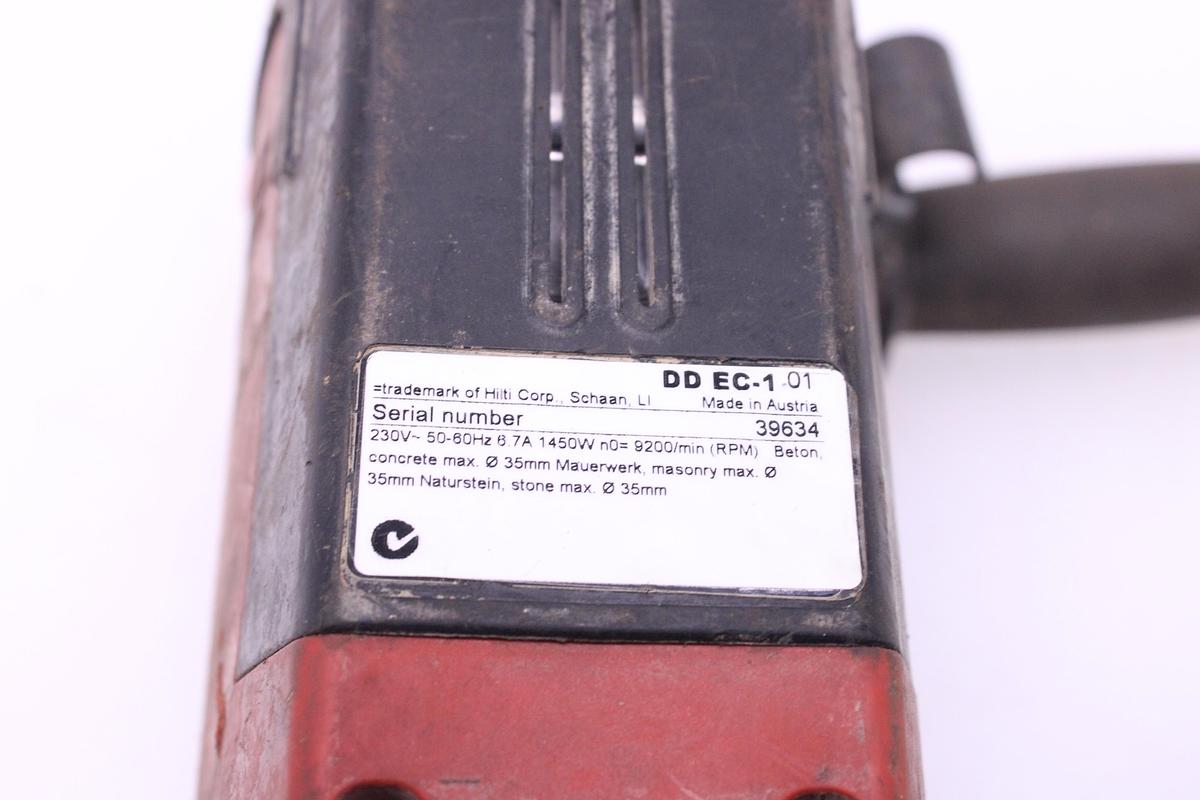 DD EC-1 01
=trademark of Hilti Corp., Schaan, LI Made in Austria
Serial number 39634
230V~ 50-60Hz 6.7A 1450W n0= 9200/min (RPM) Beton,
concrete max. Ø 35mm Mauerwerk, masonry max. Ø
35mm Naturstein, stone max. Ø 35mm